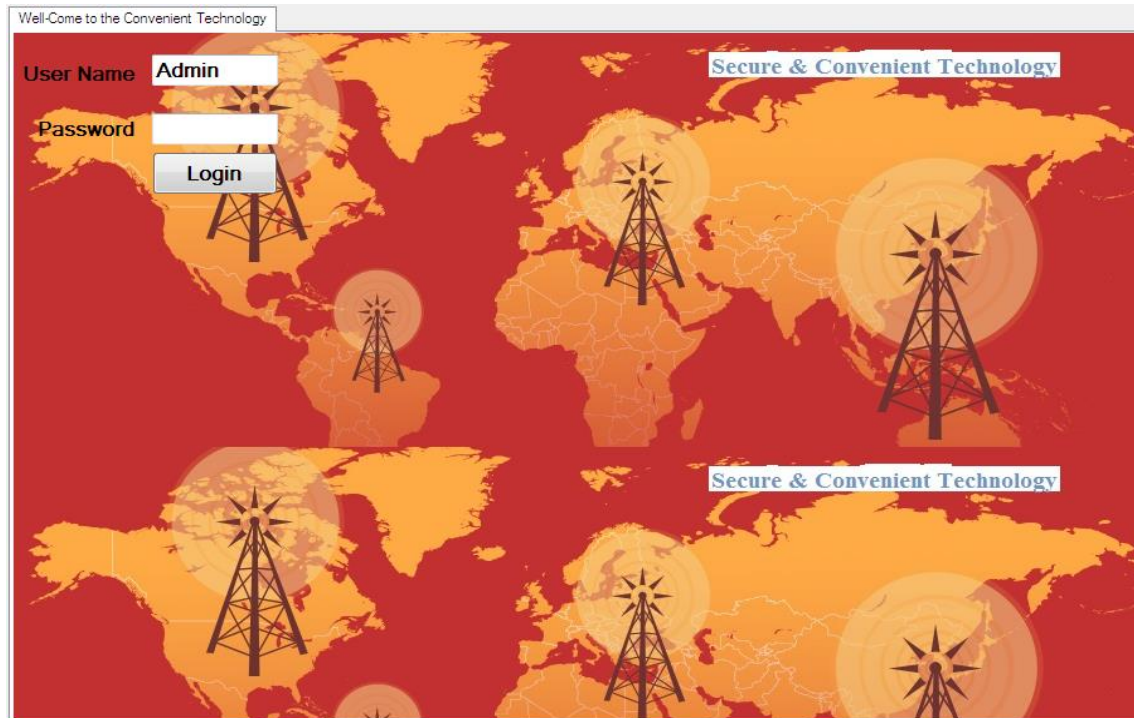 Well-Come to the Convenient Technology
User Name Admin
Secure & Convenient Technology
Password
Login
Secure & Convenient Technology